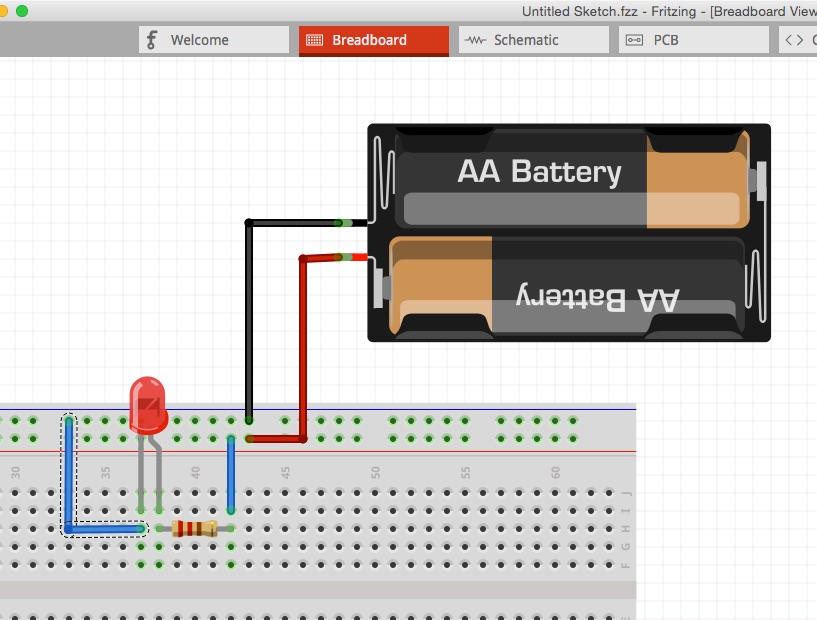 Untitled Sketch.fzz - Fritzing - [Breadboard View
Welcome
Breadboard
Schematic
PCB
AA Battery
AA Battery
30 35 40 45 50 55 60
J
I
H
G
F